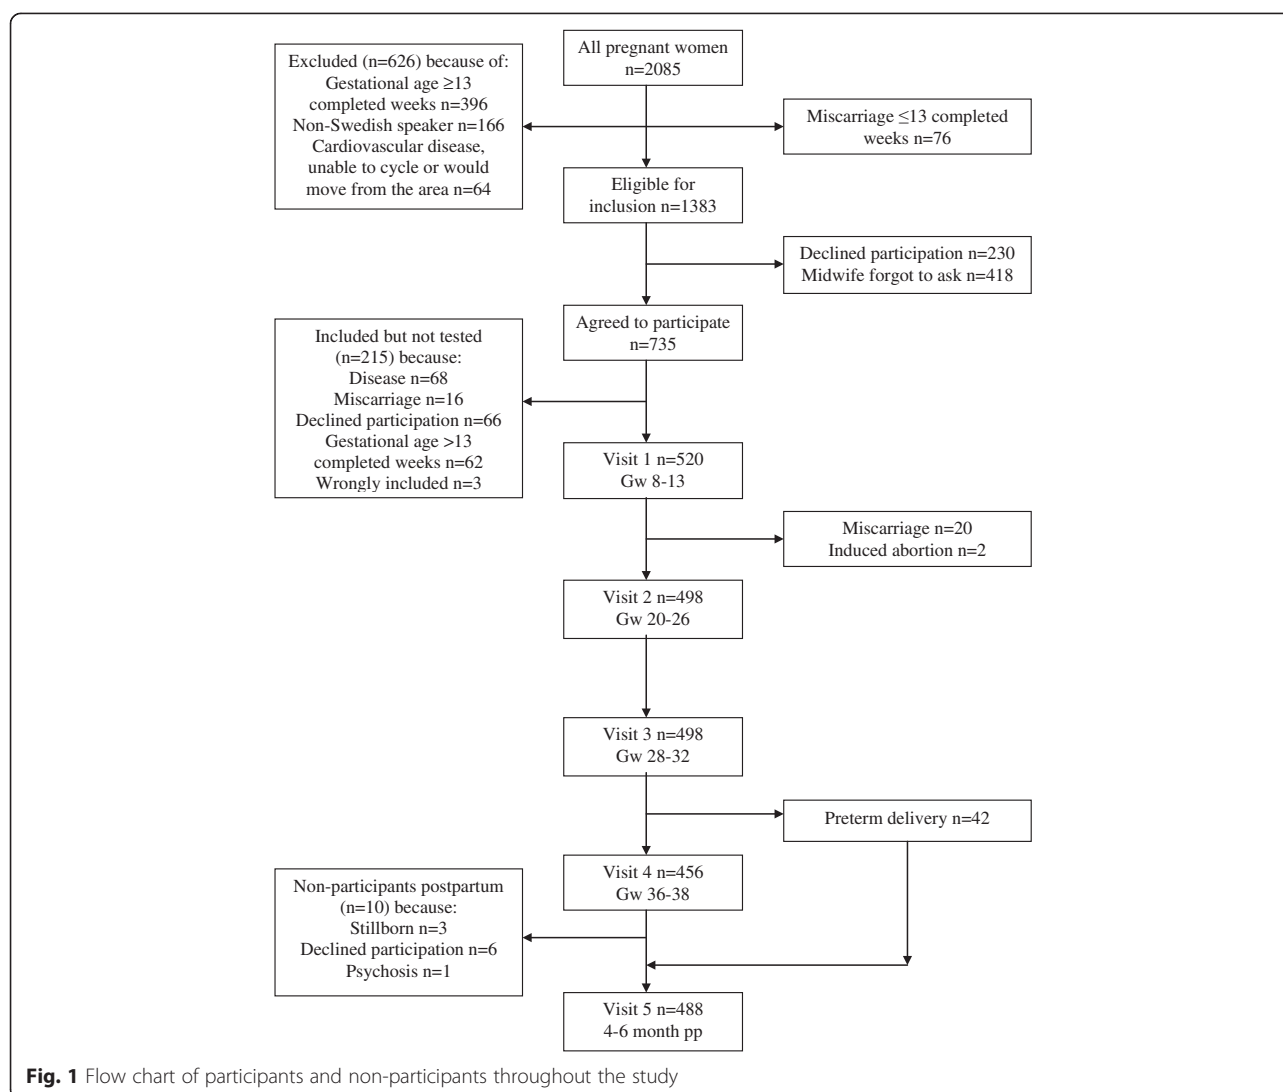 All pregnant women
n=2085
Excluded (n=626) because of:
Gestational age ≥13
completed weeks n=396
Non-Swedish speaker n=166
Cardiovascular disease,
unable to cycle or would
move from the area n=64
Miscarriage ≤13 completed
weeks n=76
Eligible for
inclusion n=1383
Declined participation n=230
Midwife forgot to ask n=418
Agreed to participate
n=735
Included but not tested
(n=215) because:
Disease n=68
Miscarriage n=16
Declined participation n=66
Gestational age >13
completed weeks n=62
Wrongly included n=3
Visit 1 n=520
Gw 8-13
Miscarriage n=20
Induced abortion n=2
Visit 2 n=498
Gw 20-26
Visit 3 n=498
Gw 28-32
Preterm delivery n=42
Visit 4 n=456
Gw 36-38
Non-participants postpartum
(n=10) because:
Stillborn n=3
Declined participation n=6
Psychosis n=1
Visit 5 n=488
4-6 month pp
Fig. 1 Flow chart of participants and non-participants throughout the study